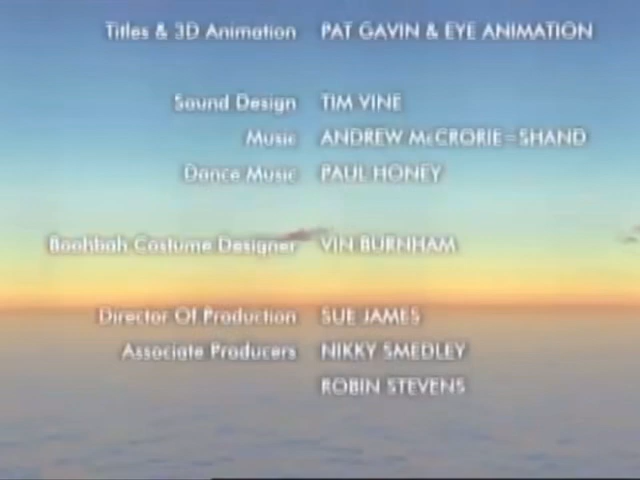 Titles & 3D Animation PAT GAVIN & EYE ANIMATION
Sound Design TIM VINE
Music ANDREW McCRORIE-SHAND
Dance Music PAUL HONEY
Boohbah Costume Designer VIN BURNHAM
Director Of Production SUE JAMES
Associate Producers NIKKY SMEDLEY
ROBIN STEVENS